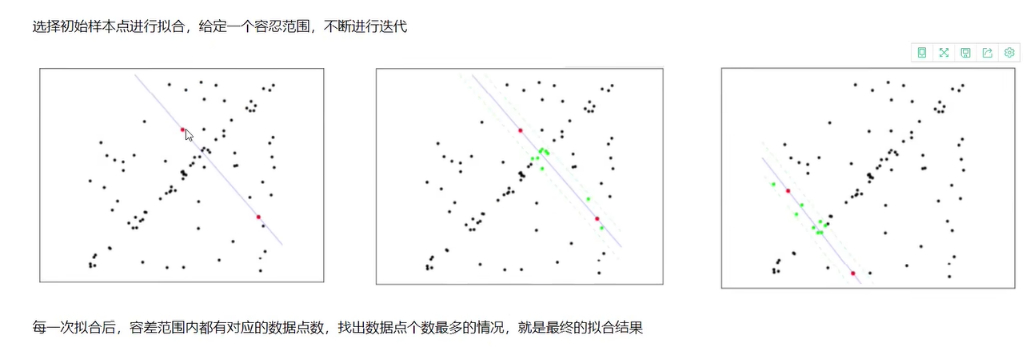 选择初始样本点进行拟合，给定一个容忍范围，不断进行迭代
每一次拟合后，容差范围内都有对应的数据点数，找出数据点个数最多的情况，就是最终的拟合结果